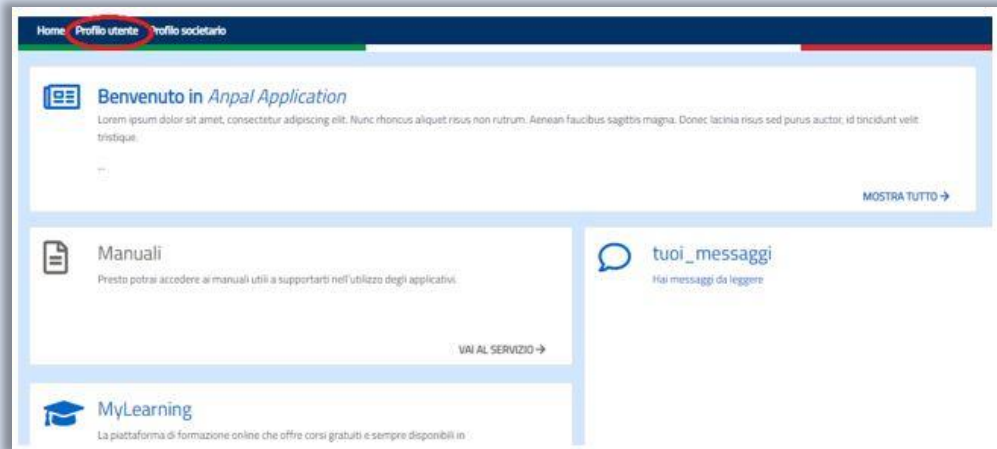 Home Profilo utente Profilo societario
Benvenuto in Anpal Application
Lorem ipsum dolor sit amet, consectetur adipiscing elit. Nunc rhoncus aliquet risus non rutrum. Aenean faucibus sagittis magna. Donec lacinia risus sed purus auctor, id tincidunt velit
tristique.
...
MOSTRA TUTTO →
Manuali
Presto potrai accedere ai manuali utili a supportarti nell'utilizzo degli applicativi.
VAI AL SERVIZIO →
tuoi_messaggi
Hai messaggi da leggere
MyLearning
La piattaforma di formazione online che offre corsi gratuiti e sempre disponibili in